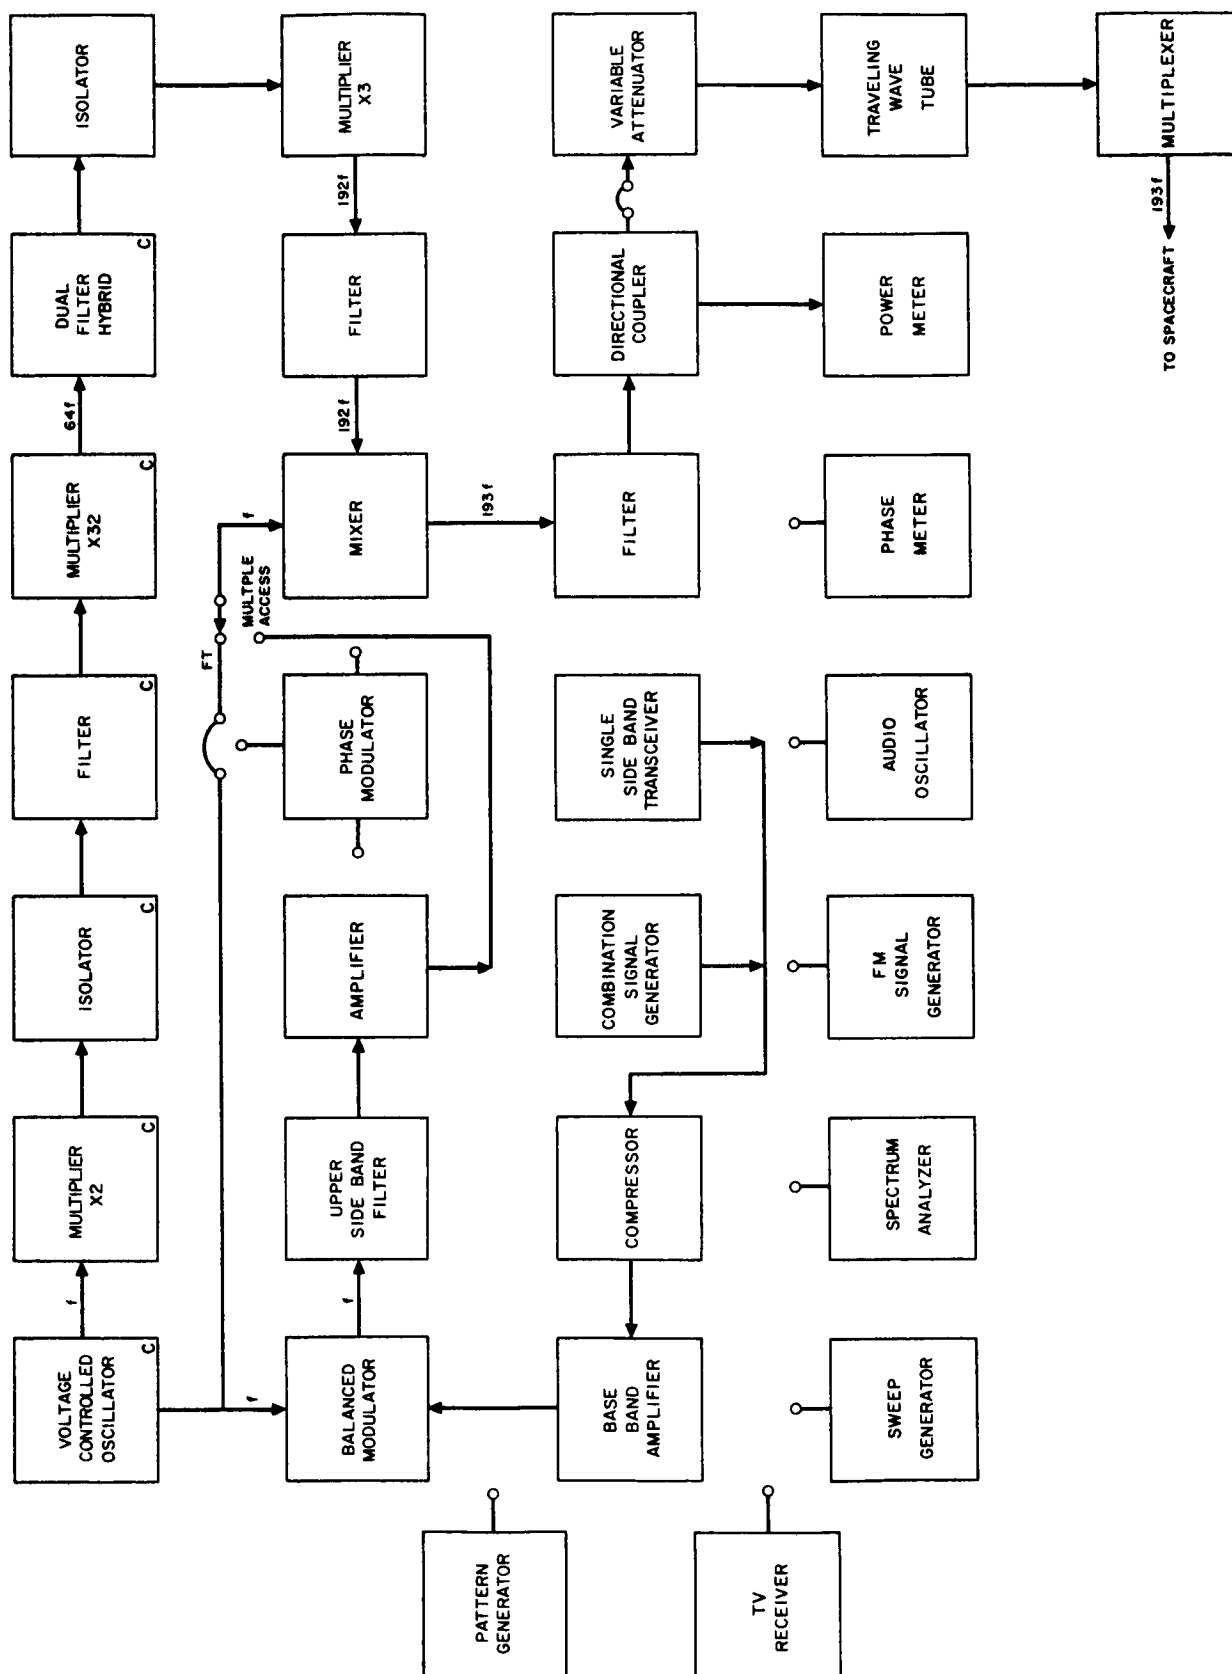 VOLTAGE
CONTROLLED
OSCILLATOR
C
f
MULTIPLIER
X2
C
ISOLATOR
C
FILTER
C
MULTIPLIER
X32
C
64f
DUAL
FILTER
HYBRID
C
ISOLATOR
f
BALANCED
MODULATOR
f
UPPER
SIDE BAND
FILTER
AMPLIFIER
PHASE
MODULATOR
FT
MULTPLE
ACCESS
f
MIXER
192f
FILTER
192f
MULTIPLIER
X3
193f
PATTERN
GENERATOR
BASE
BAND
AMPLIFIER
COMPRESSOR
COMBINATION
SIGNAL
GENERATOR
SINGLE
SIDE BAND
TRANSCEIVER
FILTER
DIRECTIONAL
COUPLER
VARIABLE
ATTENUATOR
TV
RECEIVER
SWEEP
GENERATOR
SPECTRUM
ANALYZER
FM
SIGNAL
GENERATOR
AUDIO
OSCILLATOR
PHASE
METER
POWER
METER
TRAVELING
WAVE
TUBE
TO SPACECRAFT
193f
MULTIPLEXER